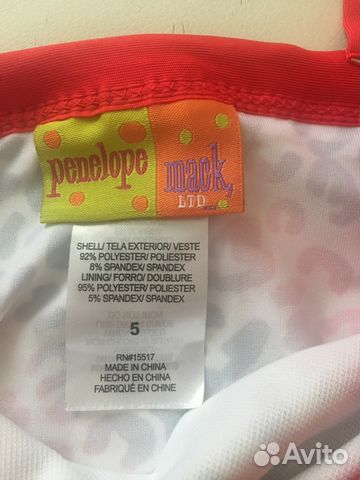 penelope
mack,
LTD
SHELL/ TELA EXTERIOR/ VESTE
92% POLYESTER/ POLIESTER
8% SPANDEX/ SPANDEX
LINING/ FORRO/ DOUBLURE
95% POLYESTER/ POLIESTER
5% SPANDEX/ SPANDEX
5
RN#15517
MADE IN CHINA
HECHO EN CHINA
FABRIQUÉ EN CHINE
Avito